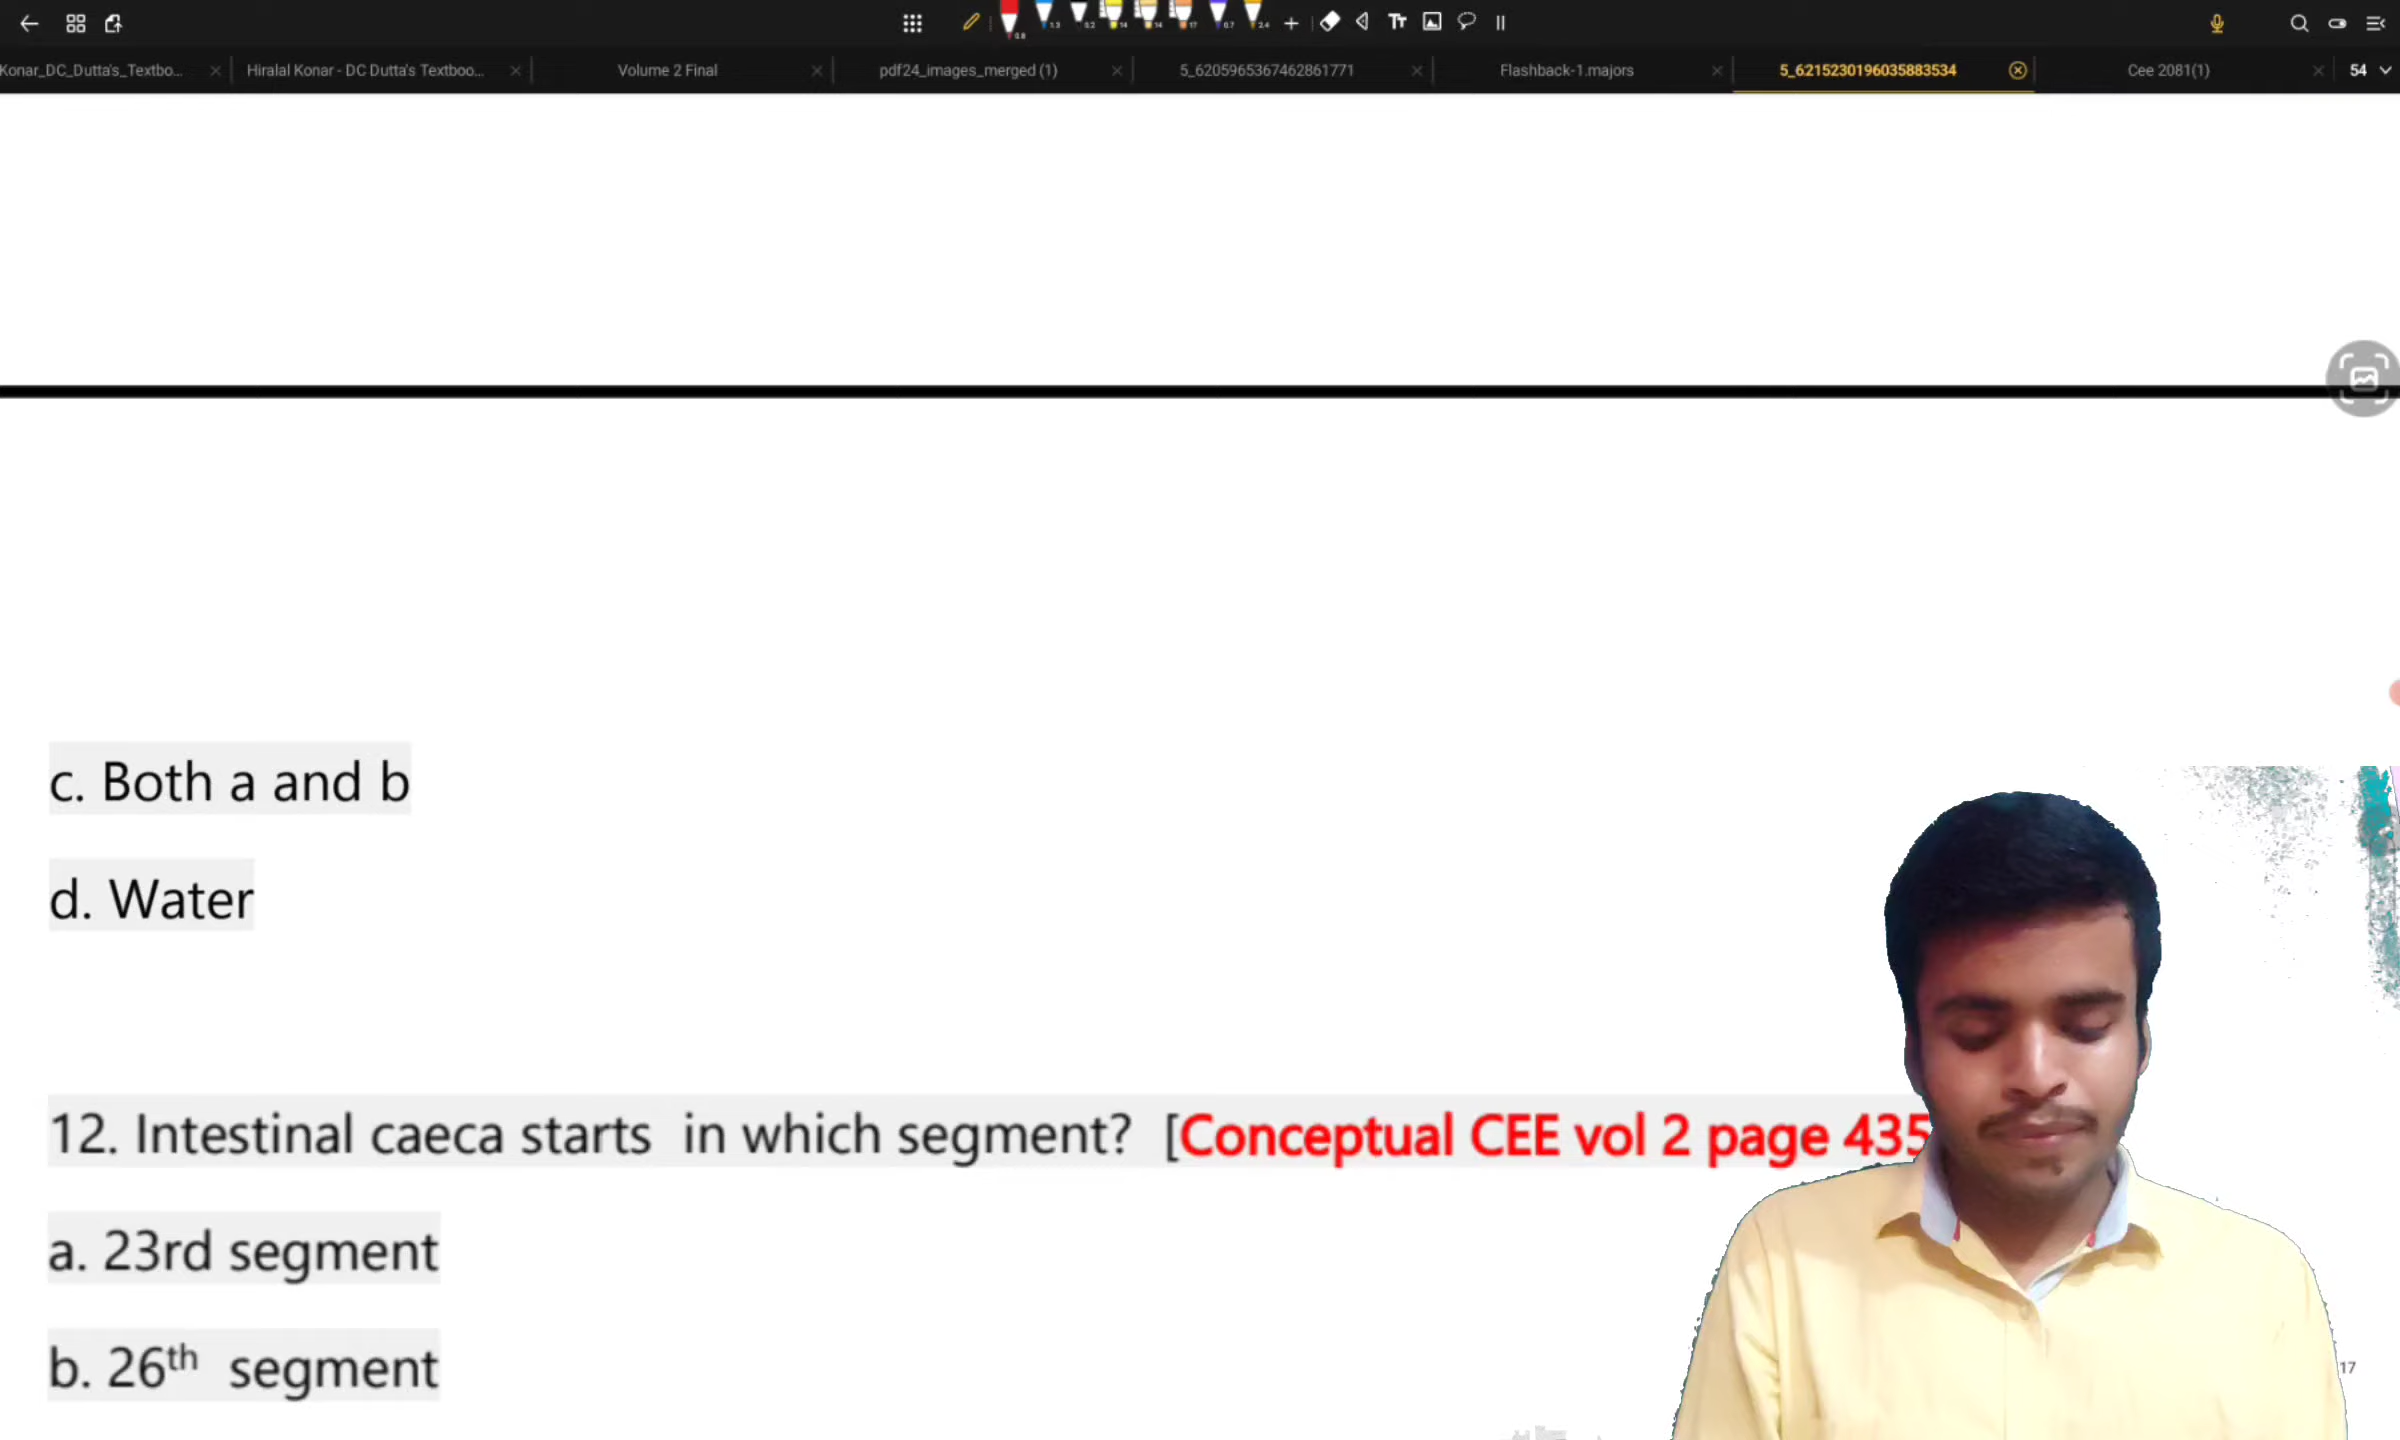 Konar_DC_Dutta's_Textbo...
Hiralal Konar - DC Dutta's Textboo...
Volume 2 Final
pdf24_images_merged (1)
5_6205965367462861771
Flashback-1.majors
5_6215230196035883534
Cee 2081(1)
54
c. Both a and b
d. Water
12. Intestinal caeca starts in which segment? [Conceptual CEE vol 2 page 435
a. 23rd segment
b. 26th segment
17